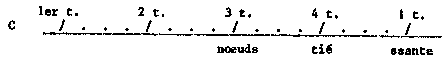 1er t. 2 t. 3 t. 4 t. 1 t.
C / . . . . / . . . . / . . . . / . . . . /
noeuds tié ssante